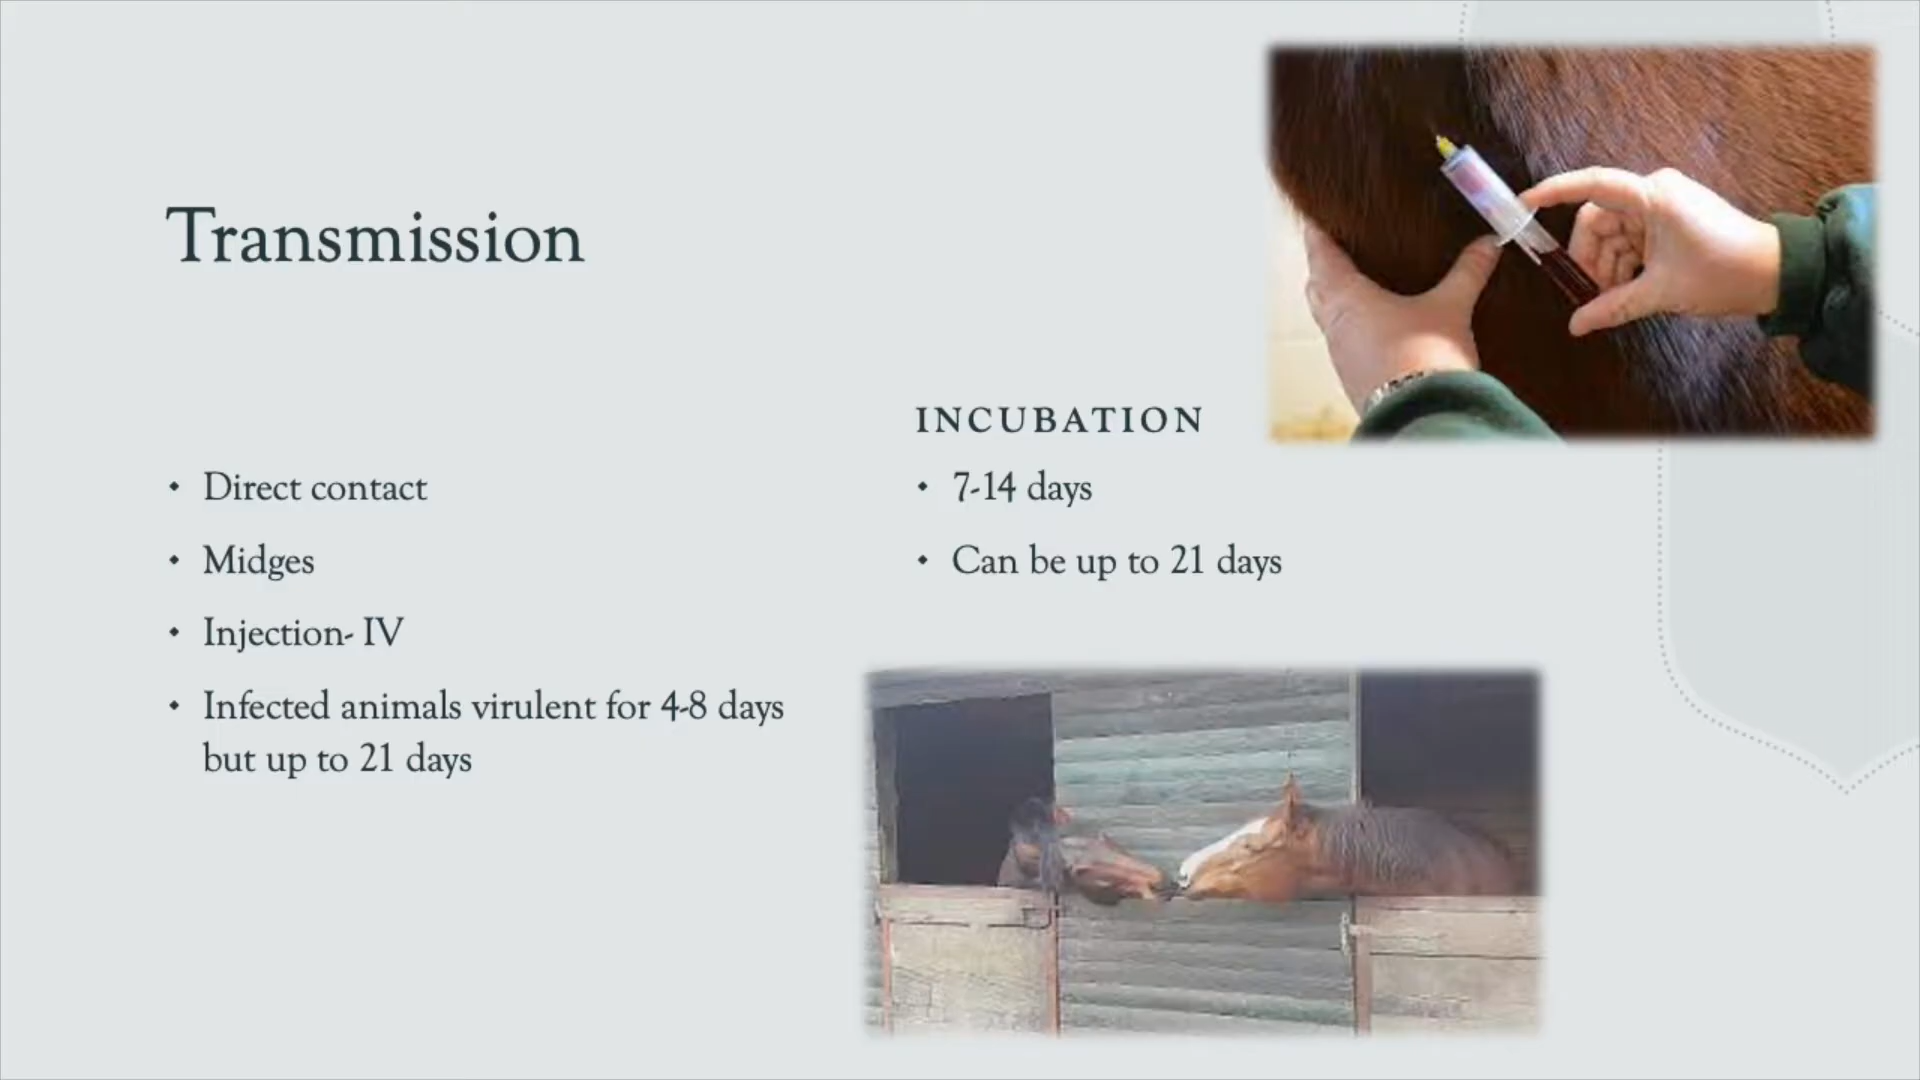 Transmission
• Direct contact
• Midges
• Injection- IV
• Infected animals virulent for 4-8 days
but up to 21 days
INCUBATION
• 7-14 days
• Can be up to 21 days